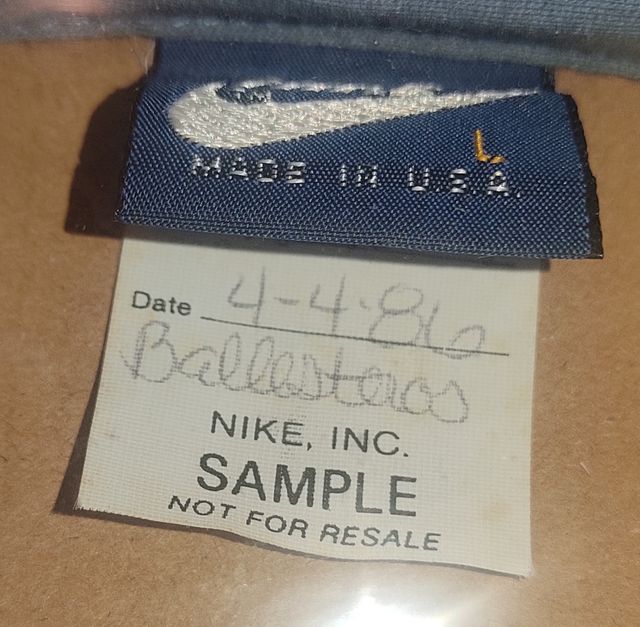 L
MADE IN U.S.A.
Date 4-4-86
Ballesteros
NIKE, INC.
SAMPLE
NOT FOR RESALE